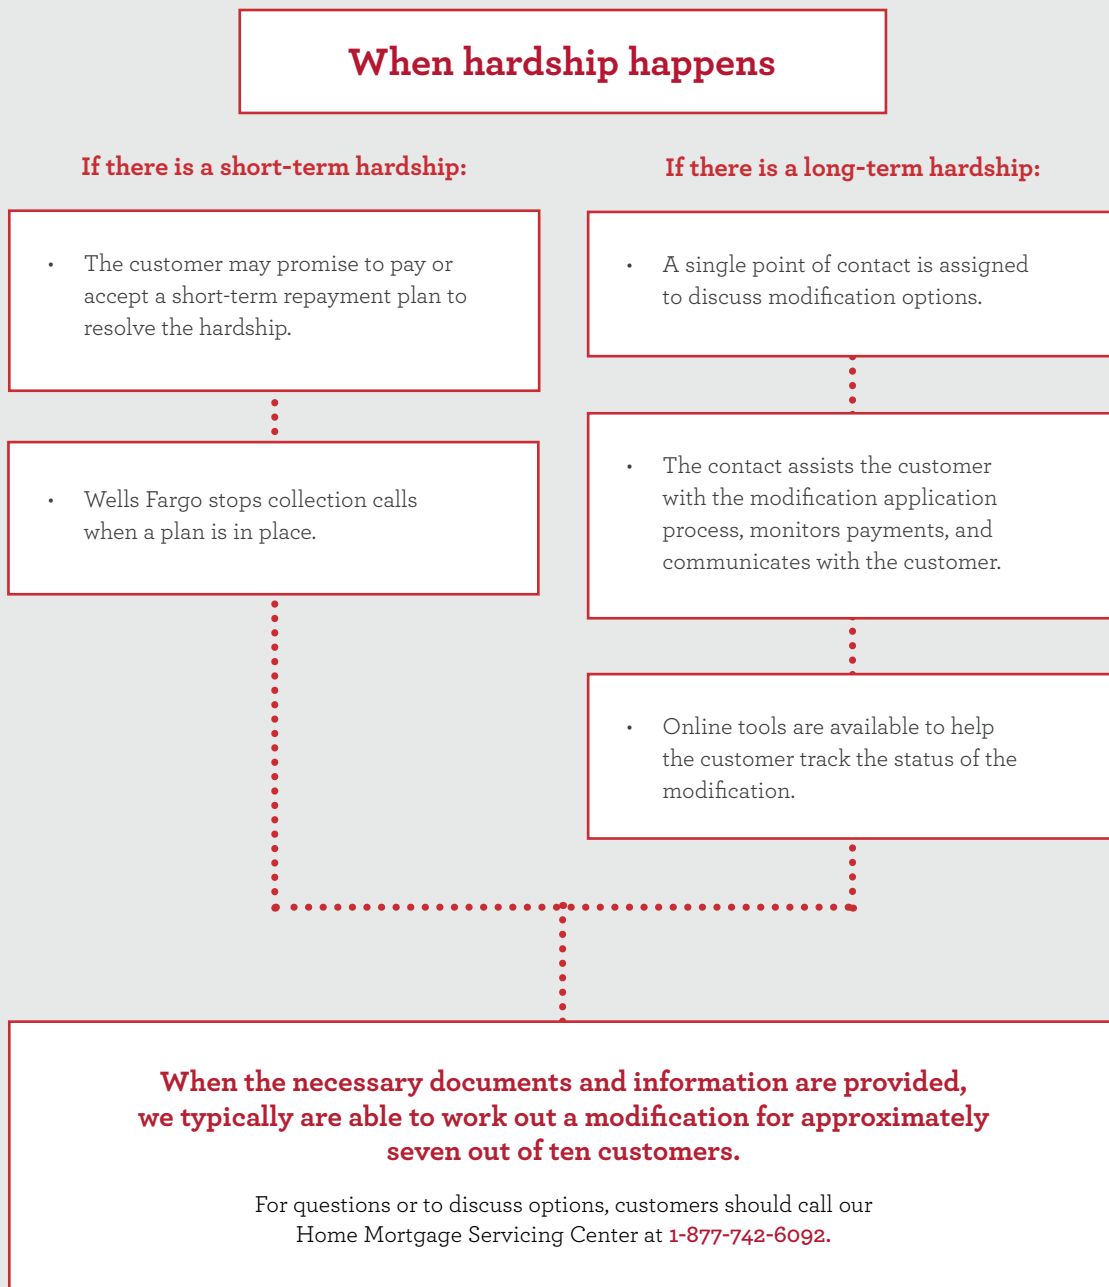 When hardship happens
If there is a short-term hardship:
• The customer may promise to pay or
accept a short-term repayment plan to
resolve the hardship.
• Wells Fargo stops collection calls
when a plan is in place.
If there is a long-term hardship:
• A single point of contact is assigned
to discuss modification options.
• The contact assists the customer
with the modification application
process, monitors payments, and
communicates with the customer.
• Online tools are available to help
the customer track the status of the
modification.
When the necessary documents and information are provided,
we typically are able to work out a modification for approximately
seven out of ten customers.
For questions or to discuss options, customers should call our
Home Mortgage Servicing Center at 1-877-742-6092.